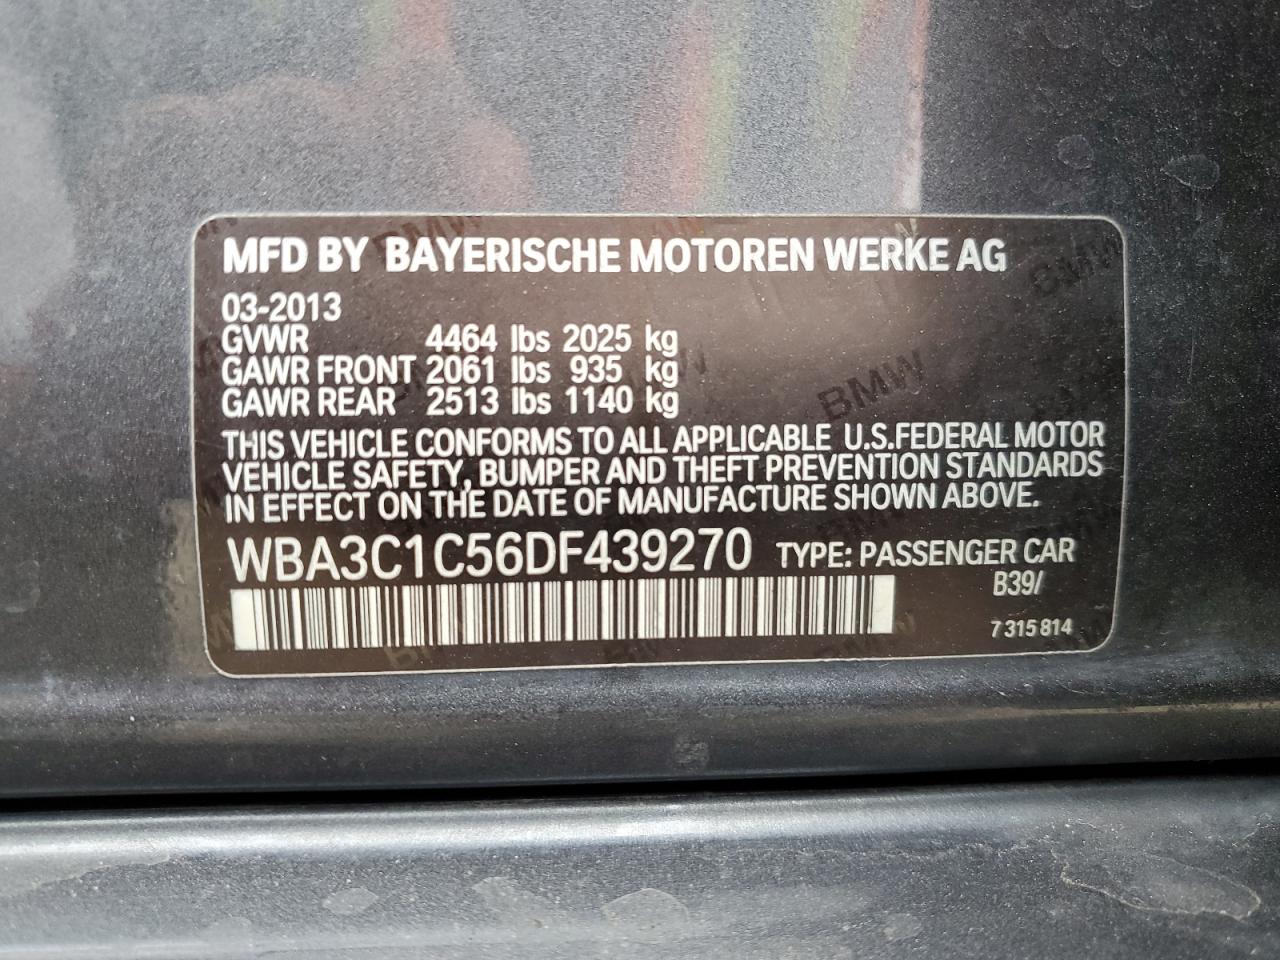 MFD BY BAYERISCHE MOTOREN WERKE AG
03-2013
GVWR 4464 lbs 2025 kg
GAWR FRONT 2061 lbs 935 kg
GAWR REAR 2513 lbs 1140 kg
THIS VEHICLE CONFORMS TO ALL APPLICABLE U.S.FEDERAL MOTOR
VEHICLE SAFETY, BUMPER AND THEFT PREVENTION STANDARDS
IN EFFECT ON THE DATE OF MANUFACTURE SHOWN ABOVE.
WBA3C1C56DF439270 TYPE: PASSENGER CAR
B39/
7 315 814